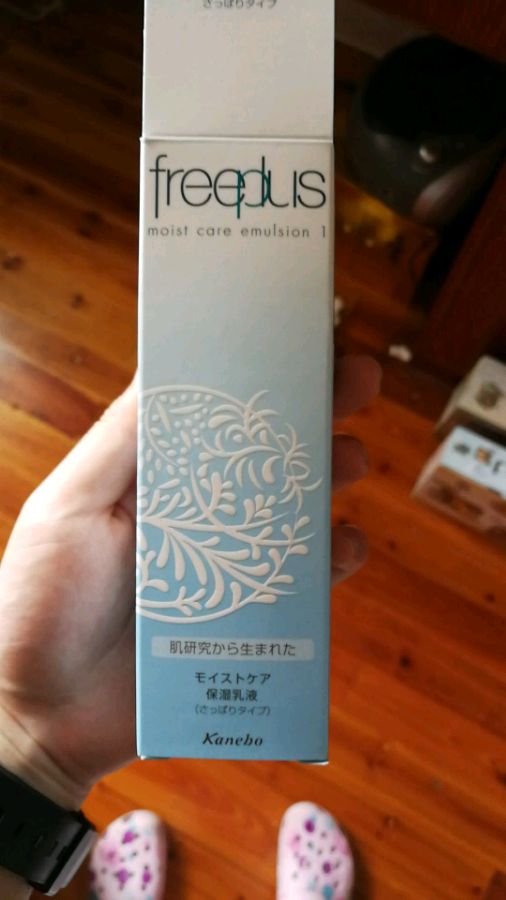 さっぱりタイプ
freeplus
moist care emulsion 1
肌研究から生まれた
モイストケア
保湿乳液
(さっぱりタイプ)
Kanebo